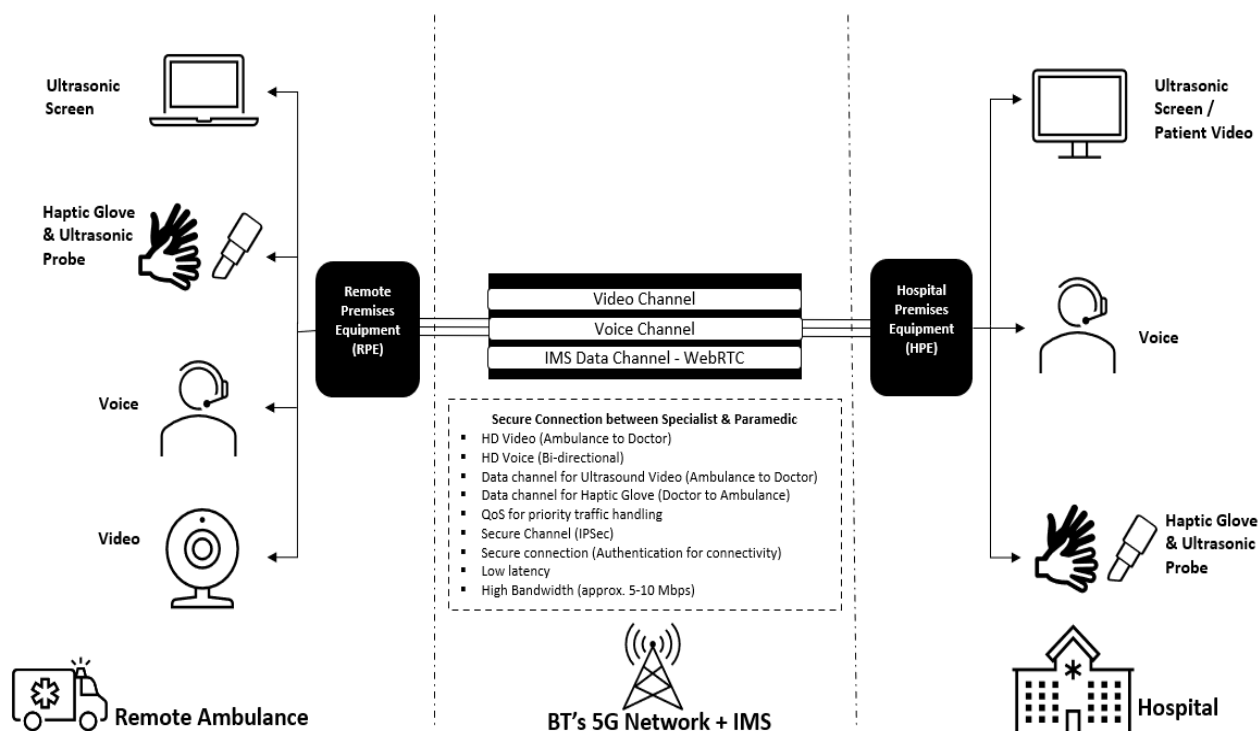 Ultrasonic
Screen
Haptic Glove
& Ultrasonic
Probe
Voice
Video
Remote Ambulance
Remote
Premises
Equipment
(RPE)
Video Channel
Voice Channel
IMS Data Channel - WebRTC
Secure Connection between Specialist & Paramedic
▪ HD Video (Ambulance to Doctor)
▪ HD Voice (Bi-directional)
▪ Data channel for Ultrasound Video (Ambulance to Doctor)
▪ Data channel for Haptic Glove (Doctor to Ambulance)
▪ QoS for priority traffic handling
▪ Secure Channel (IPSec)
▪ Secure connection (Authentication for connectivity)
▪ Low latency
▪ High Bandwidth (approx. 5-10 Mbps)
BT's 5G Network + IMS
Hospital
Premises
Equipment
(HPE)
Ultrasonic
Screen /
Patient Video
Voice
Haptic Glove
& Ultrasonic
Probe
Hospital